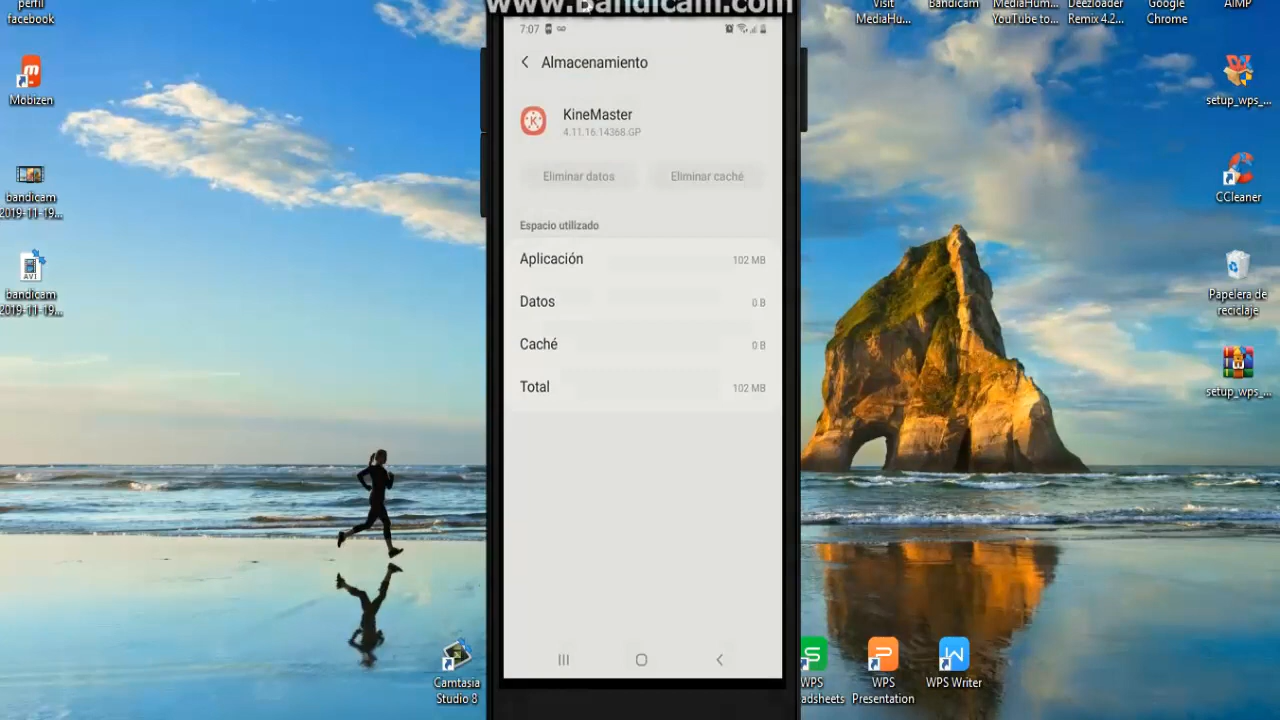 perfil
facebook
Mobizen
bandicam
2019-11-19...
AVI
bandicam
2019-11-19...
Camtasia
Studio 8
www.Bandicam.com
7:07
Almacenamiento
KineMaster
4.11.16.14368.GP
Eliminar datos
Eliminar caché
Espacio utilizado
Aplicación 102 MB
Datos 0 B
Caché 0 B
Total 102 MB
Visit
MediaHu...
Bandicam
MediaHum...
YouTube to...
Deezloader
Remix 4.2...
Google
Chrome
AIMP
setup_wps_...
CCleaner
Papelera de
reciclaje
setup_wps_...
WPS
adsheets
WPS
Presentation
WPS Writer